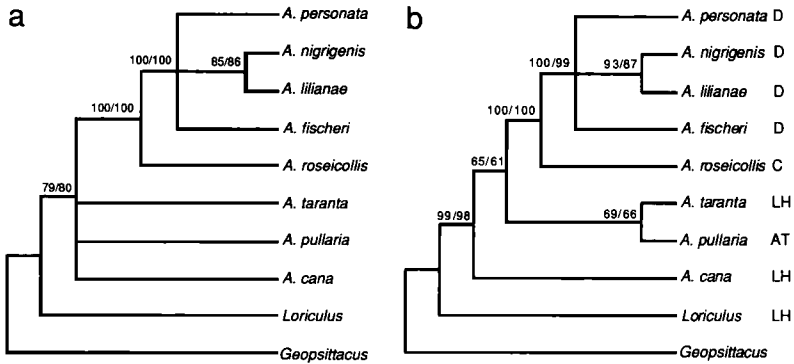 a
A. personata
100/100
85/86
A. nigrigenis
A. lilianae
100/100
A. fischeri
A. roseicollis
79/80
A. taranta
A. pullaria
A. cana
Loriculus
Geopsittacus
b
A. personata D
100/99
93/87
A. nigrigenis D
A. lilianae D
100/100
A. fischeri D
65/61
A. roseicollis C
99/98
69/66
A. taranta LH
A. pullaria AT
A. cana LH
Loriculus LH
Geopsittacus